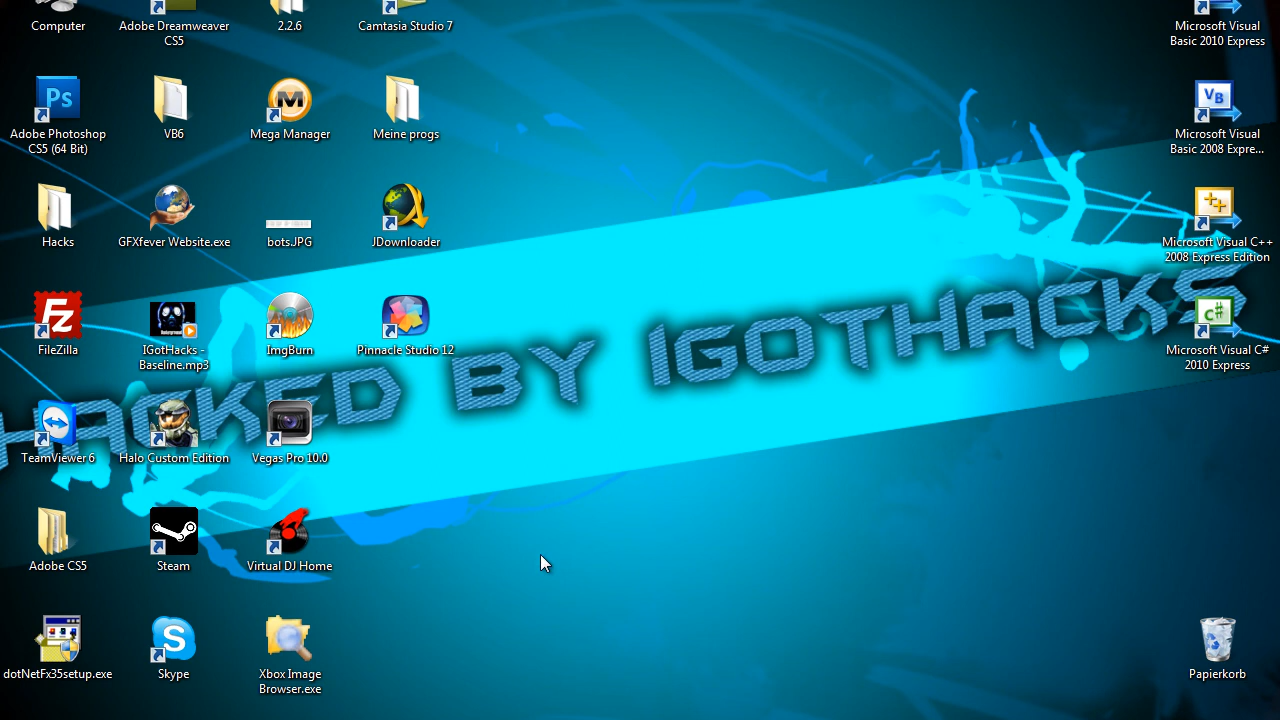 Computer
Adobe Dreamweaver
CS5
2.2.6
Camtasia Studio 7
Microsoft Visual
Basic 2010 Express
Ps
Adobe Photoshop
CS5 (64 Bit)
VB6
M
Mega Manager
Meine progs
VB
Microsoft Visual
Basic 2008 Expre...
Hacks
GFXfever Website.exe
bots.JPG
JDownloader
++
Microsoft Visual C++
2008 Express Edition
Fz
FileZilla
IGotHacks -
Baseline.mp3
ImgBurn
Pinnacle Studio 12
C#
Microsoft Visual C#
2010 Express
HACKED BY IGOTHACKS
TeamViewer 6
Halo Custom Edition
Vegas Pro 10.0
Adobe CS5
Steam
Virtual DJ Home
dotNetFx35setup.exe
S
Skype
Xbox Image
Browser.exe
Papierkorb